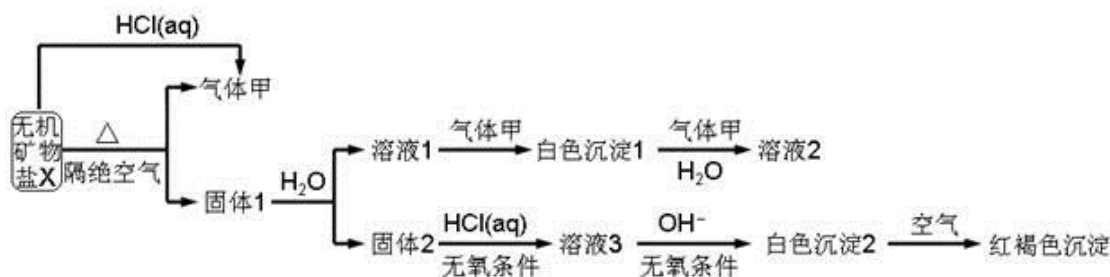 HCl(aq)
气体甲
无机
矿物
盐X
△
隔绝空气
固体1
H₂O
溶液1
气体甲
白色沉淀1
气体甲
H₂O
溶液2
固体2
HCl(aq)
无氧条件
溶液3
OH⁻
无氧条件
白色沉淀2
空气
红褐色沉淀